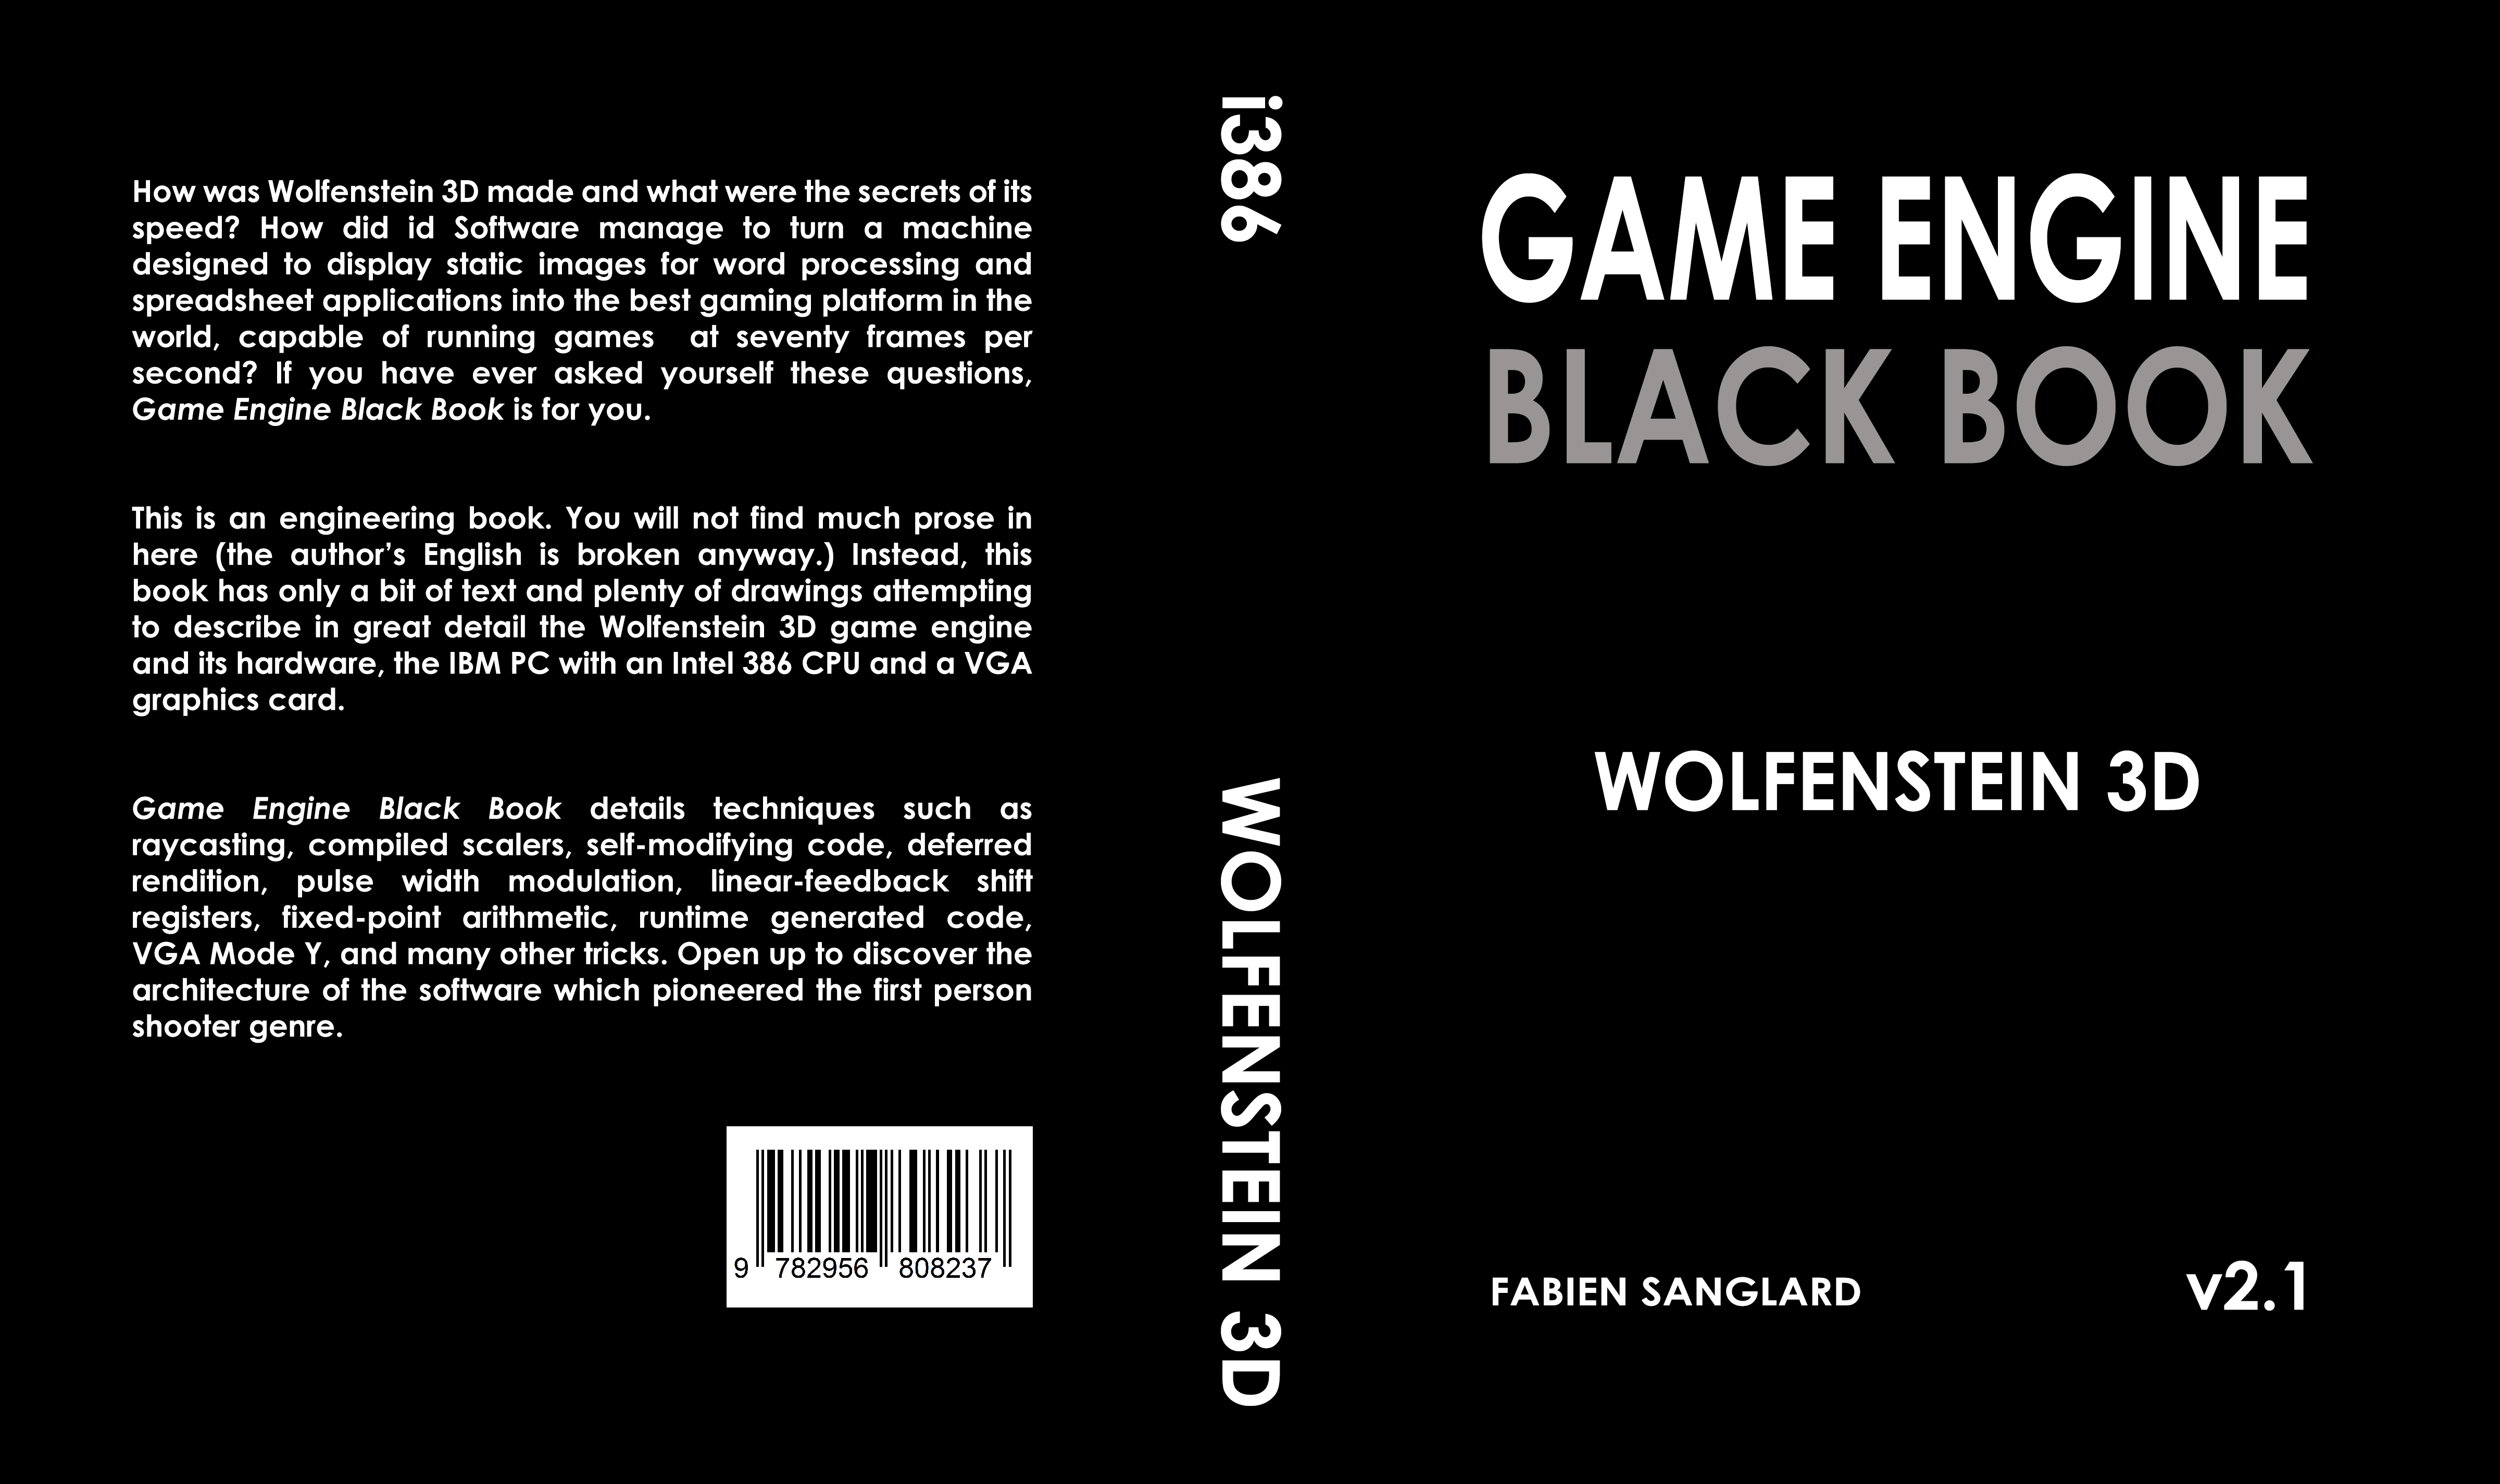 How was Wolfenstein 3D made and what were the secrets of its
speed? How did id Software manage to turn a machine
designed to display static images for word processing and
spreadsheet applications into the best gaming platform in the
world, capable of running games at seventy frames per
second? If you have ever asked yourself these questions,
Game Engine Black Book is for you.
This is an engineering book. You will not find much prose in
here (the author’s English is broken anyway.) Instead, this
book has only a bit of text and plenty of drawings attempting
to describe in great detail the Wolfenstein 3D game engine
and its hardware, the IBM PC with an Intel 386 CPU and a VGA
graphics card.
Game Engine Black Book details techniques such as
raycasting, compiled scalers, self-modifying code, deferred
rendition, pulse width modulation, linear-feedback shift
registers, fixed-point arithmetic, runtime generated code,
VGA Mode Y, and many other tricks. Open up to discover the
architecture of the software which pioneered the first person
shooter genre.
9 782956 808237
i386
WOLFENSTEIN 3D
GAME ENGINE
BLACK BOOK
WOLFENSTEIN 3D
FABIEN SANGLARD
v2.1